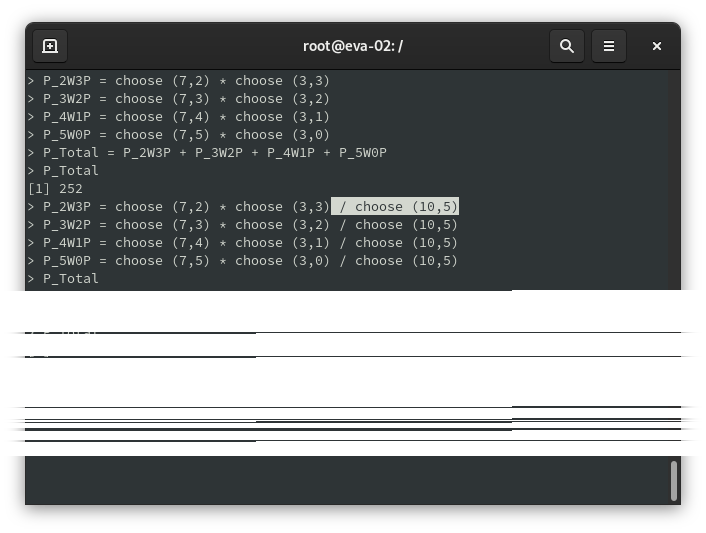 root@eva-02: /
> P_2W3P = choose (7,2) * choose (3,3)
> P_3W2P = choose (7,3) * choose (3,2)
> P_4W1P = choose (7,4) * choose (3,1)
> P_5W0P = choose (7,5) * choose (3,0)
> P_Total = P_2W3P + P_3W2P + P_4W1P + P_5W0P
> P_Total
[1] 252
> P_2W3P = choose (7,2) * choose (3,3) / choose (10,5)
> P_3W2P = choose (7,3) * choose (3,2) / choose (10,5)
> P_4W1P = choose (7,4) * choose (3,1) / choose (10,5)
> P_5W0P = choose (7,5) * choose (3,0) / choose (10,5)
> P_Total